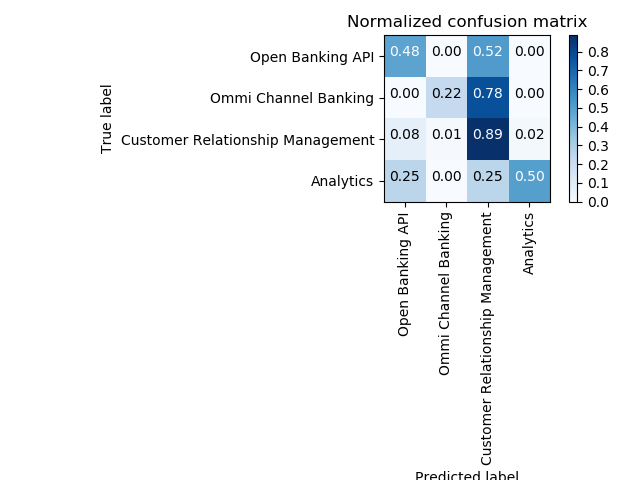 Normalized confusion matrix
True label
Open Banking API 0.48 0.00 0.52 0.00
Ommi Channel Banking 0.00 0.22 0.78 0.00
Customer Relationship Management 0.08 0.01 0.89 0.02
Analytics 0.25 0.00 0.25 0.50
Open Banking API
Ommi Channel Banking
Customer Relationship Management
Analytics
Predicted label
0.8
0.7
0.6
0.5
0.4
0.3
0.2
0.1
0.0